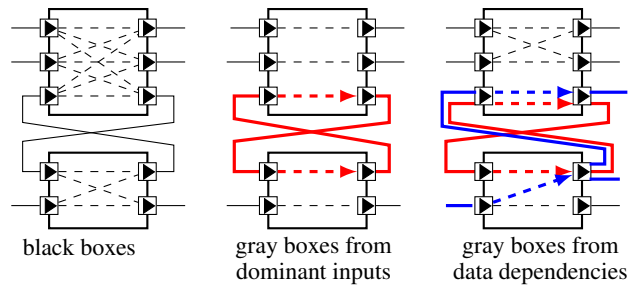 black boxes
gray boxes from
dominant inputs
gray boxes from
data dependencies